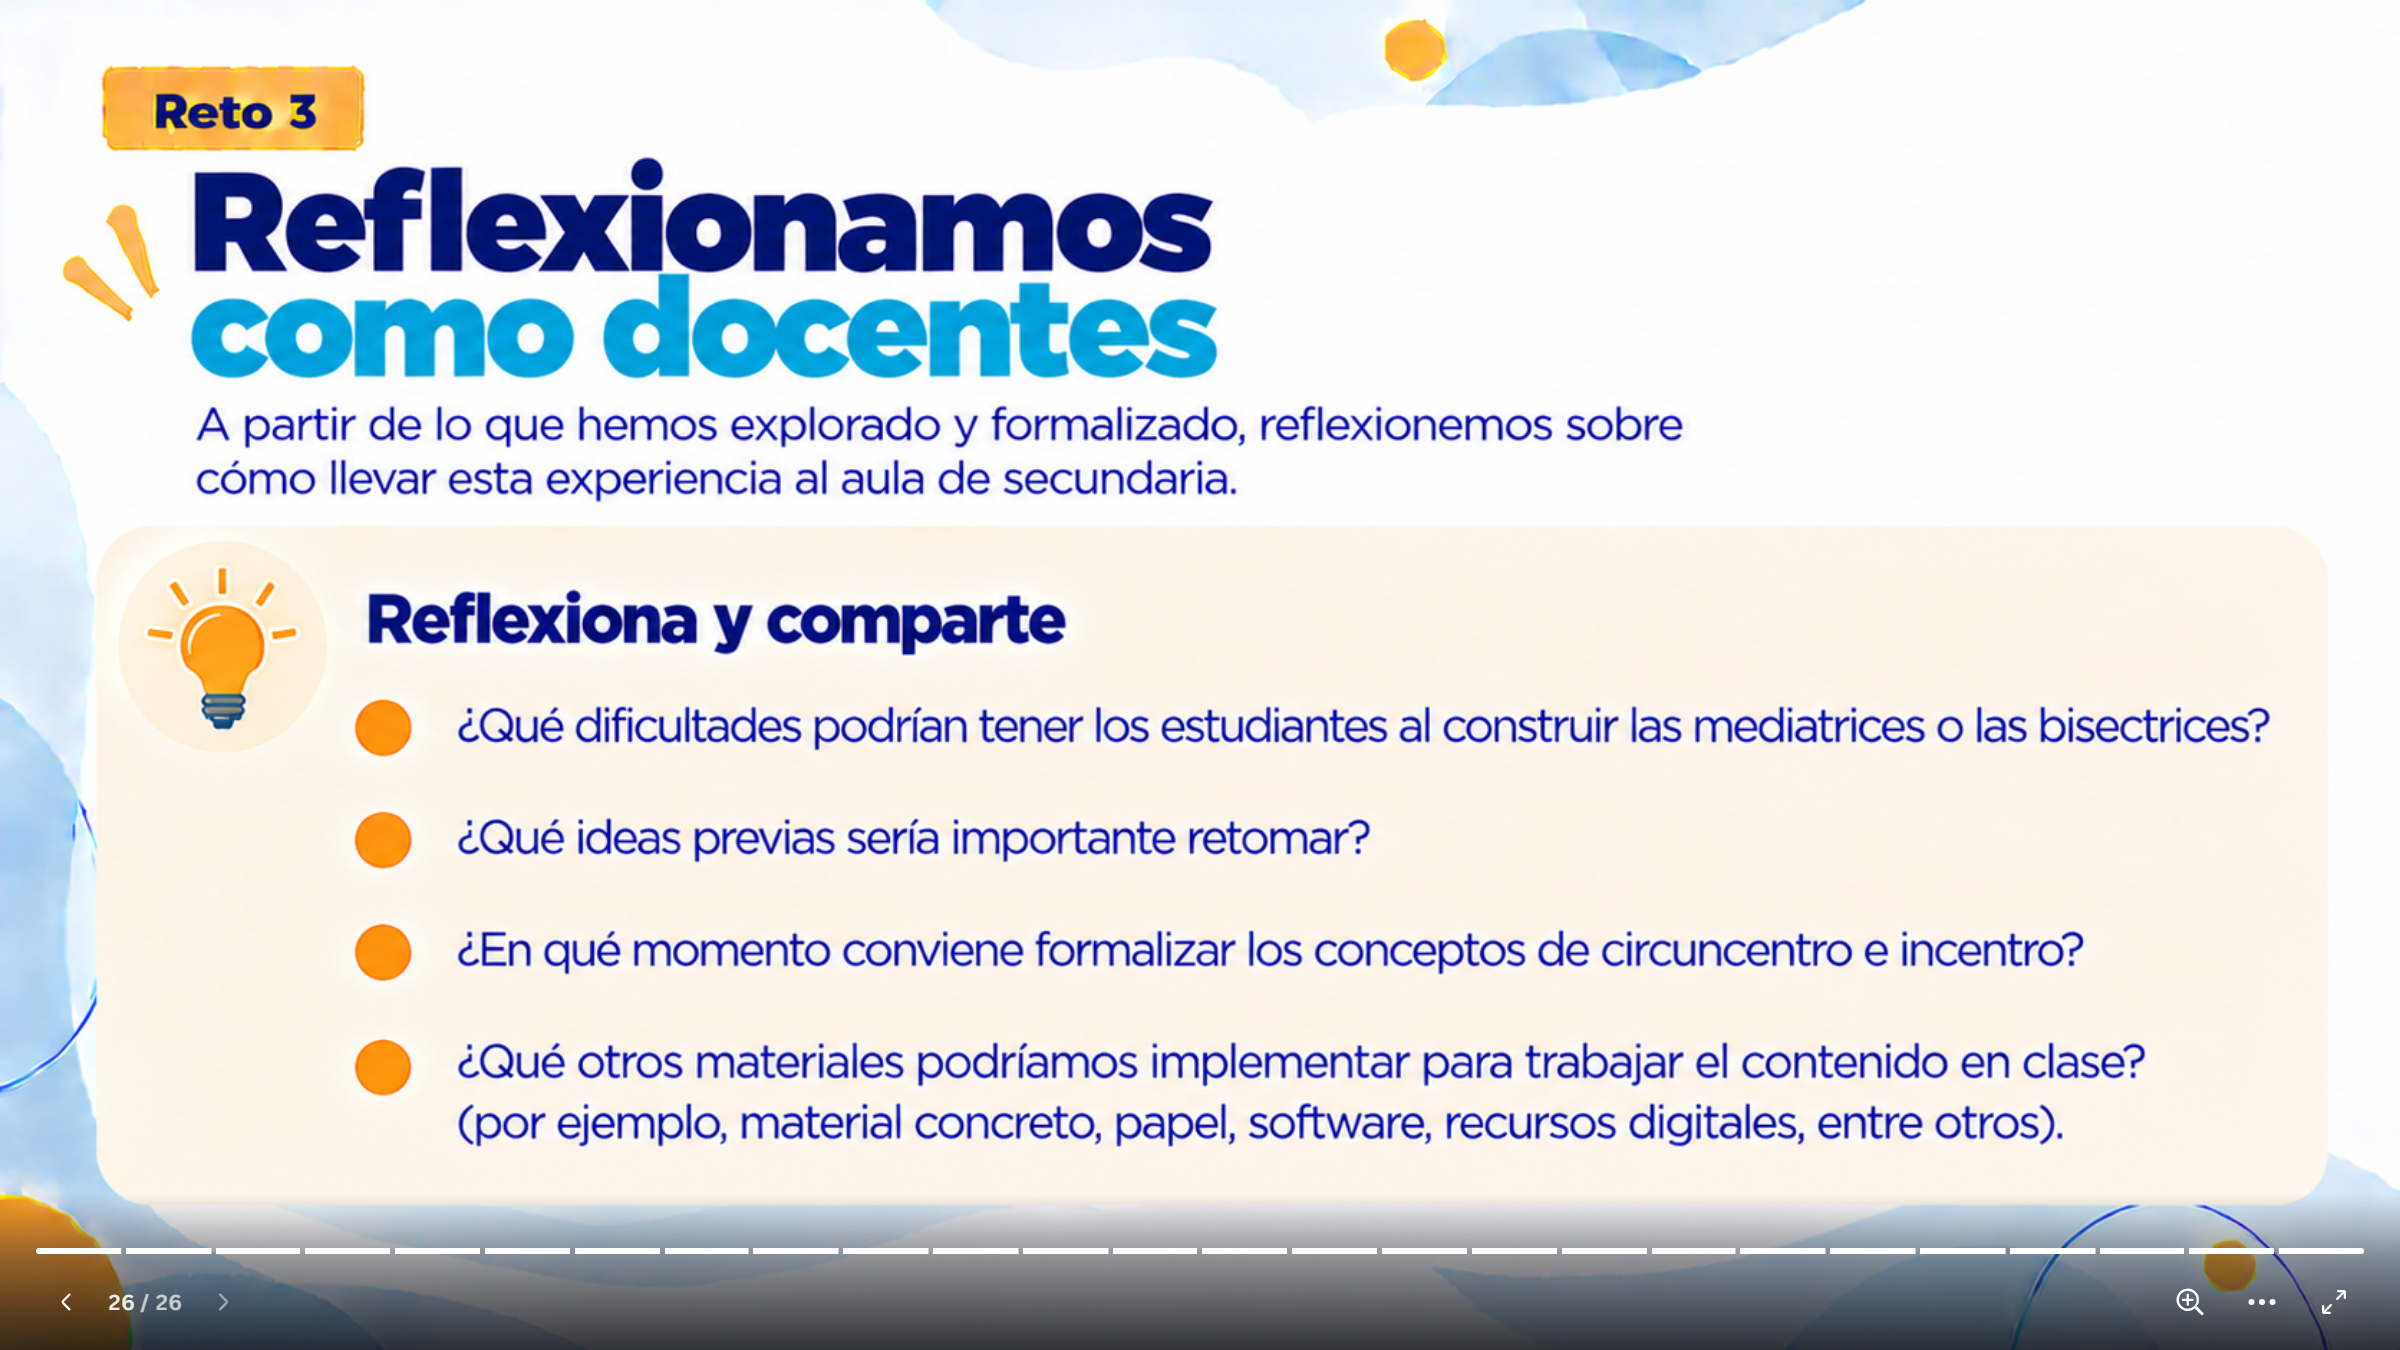 Reto 3
Reflexionamos
como docentes
A partir de lo que hemos explorado y formalizado, reflexionemos sobre
cómo llevar esta experiencia al aula de secundaria.
Reflexiona y comparte
¿Qué dificultades podrían tener los estudiantes al construir las mediatrices o las bisectrices?
¿Qué ideas previas sería importante retomar?
¿En qué momento conviene formalizar los conceptos de circuncentro e incentro?
¿Qué otros materiales podríamos implementar para trabajar el contenido en clase?
(por ejemplo, material concreto, papel, software, recursos digitales, entre otros).
26 / 26